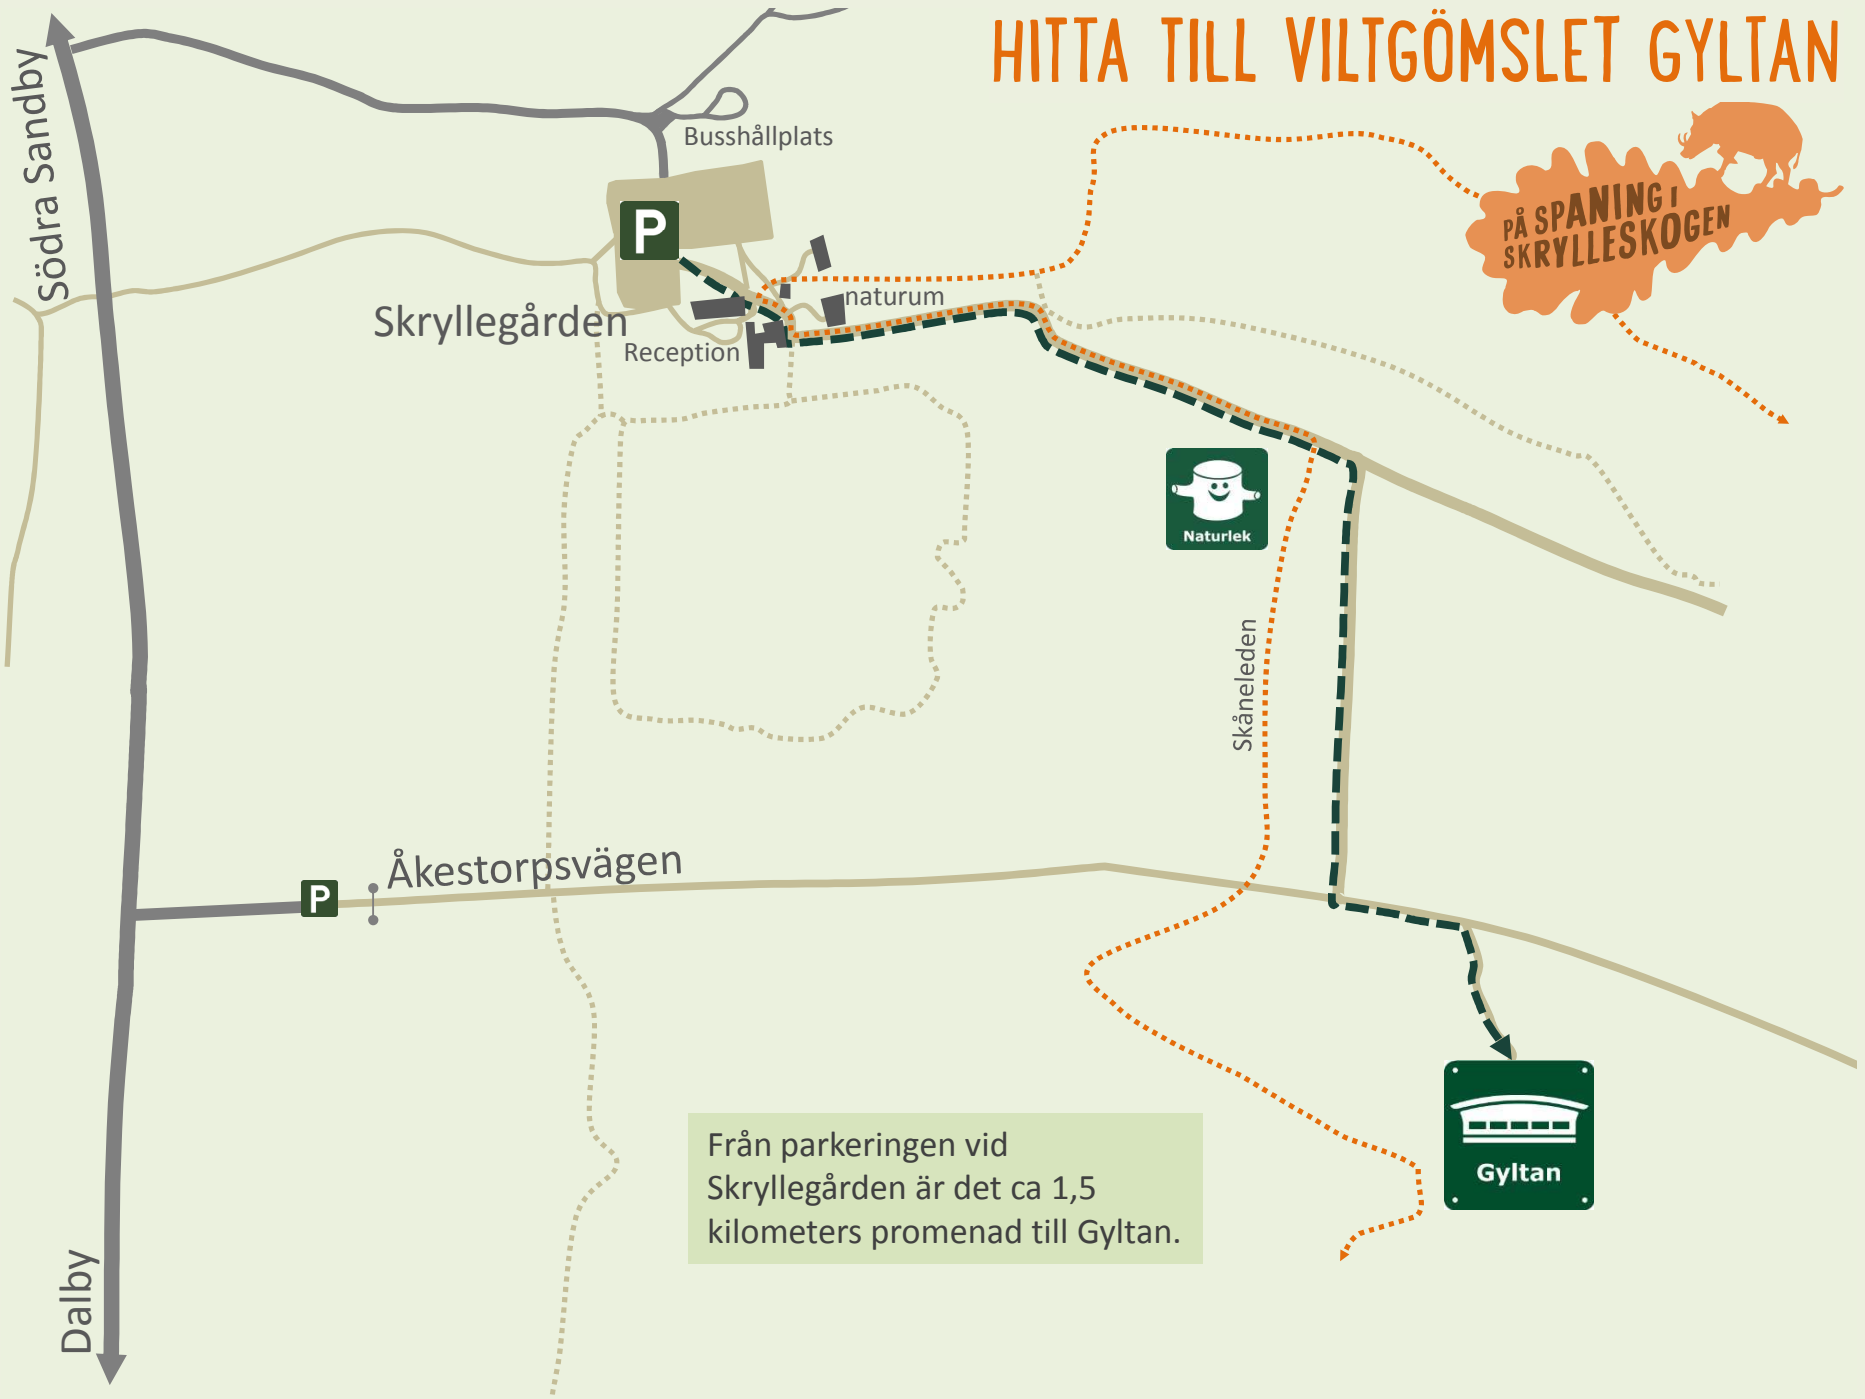 HITTA TILL VILTGÖMSLET GYLTAN
Södra Sandby
Busshållplats
P
PÅ SPANING I
SKRYLLESKOGEN
naturum
Skryllegården
Reception
Naturlek
Skåneleden
Åkestorpsvägen
P
Från parkeringen vid
Skryllegården är det ca 1,5
kilometers promenad till Gyltan.
Gyltan
Dalby